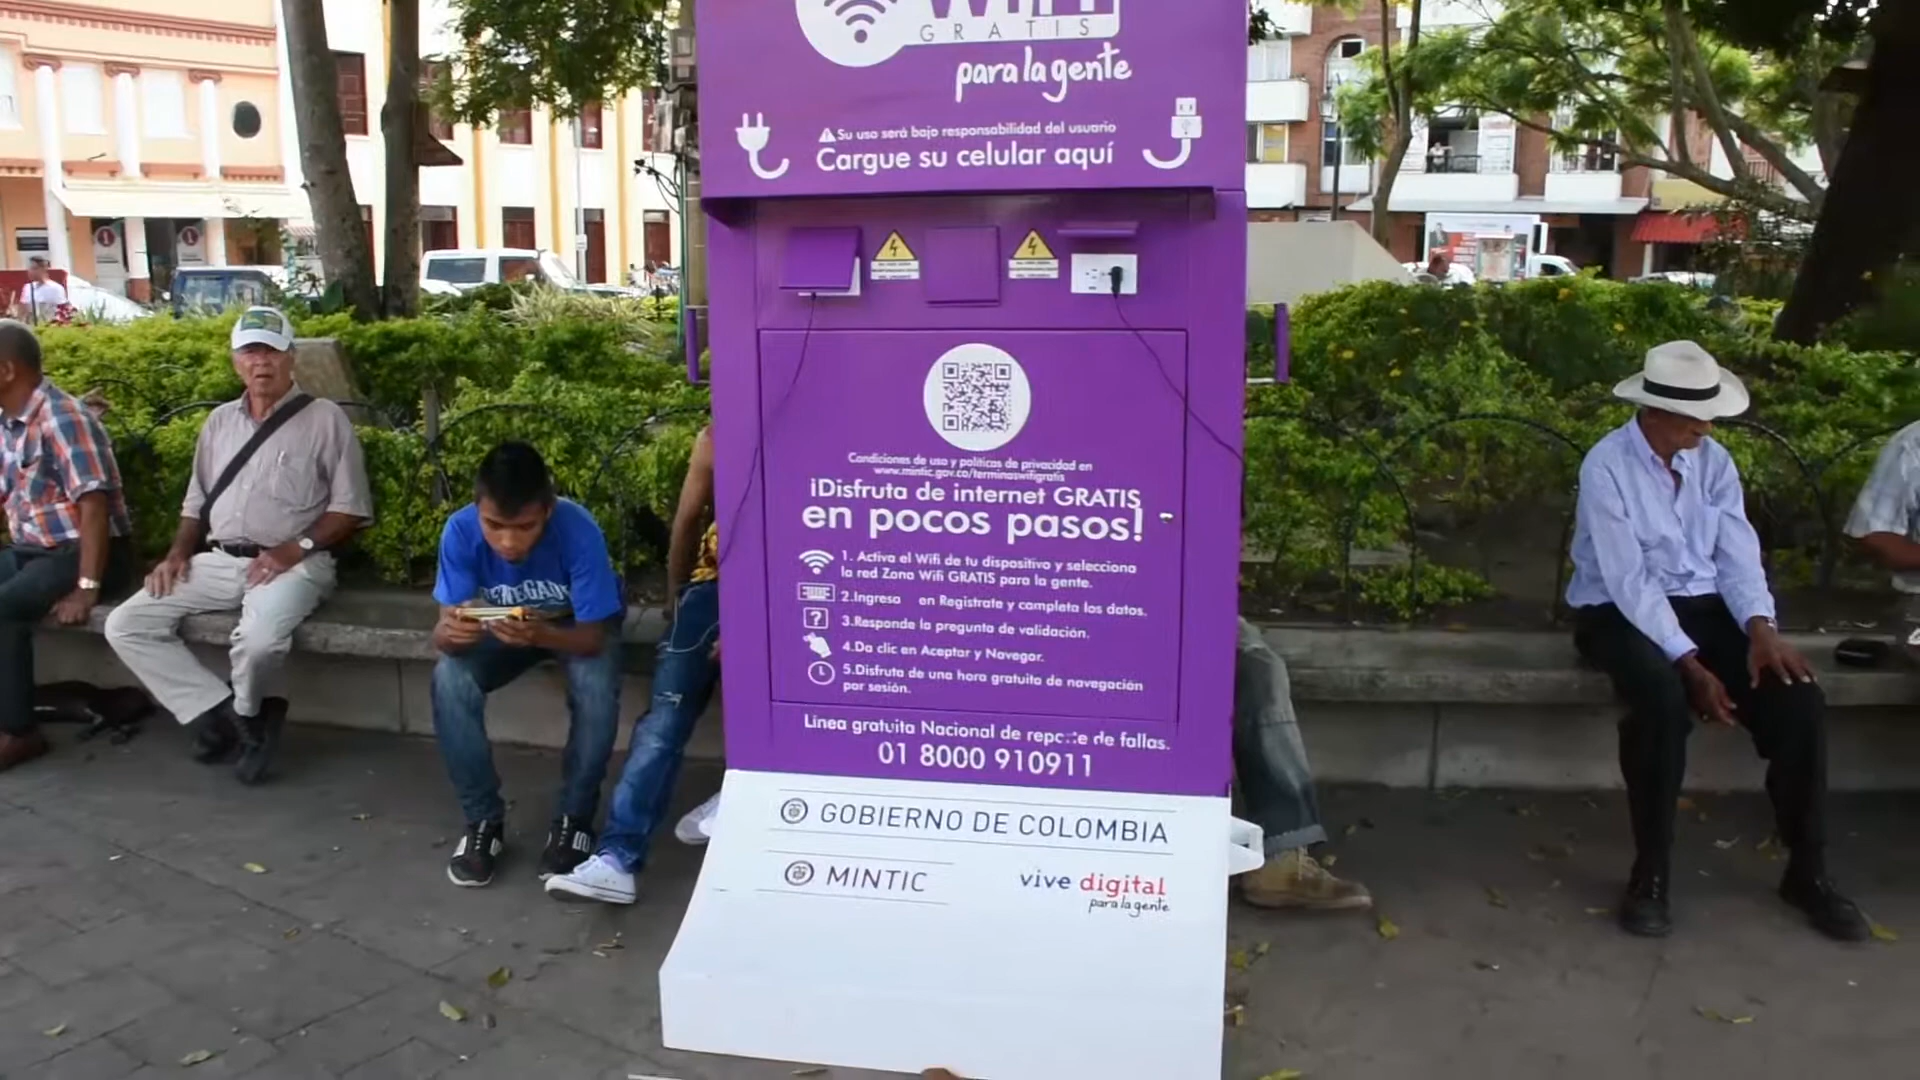 WIFI
GRATIS
para la gente
Su uso será bajo responsabilidad del usuario
Cargue su celular aquí
Condiciones de uso y políticas de privacidad en
www.mintic.gov.co/terminoswifigratis
¡Disfruta de internet GRATIS
en pocos pasos!
1. Activa el Wifi de tu dispositivo y selecciona
la red Zona Wifi GRATIS para la gente.
2.Ingresa en Registrate y completa los datos.
3.Responde la pregunta de validación.
4.Da clic en Aceptar y Navegar.
5.Disfruta de una hora gratuita de navegación
por sesión.
Línea gratuita Nacional de reporte de fallas.
01 8000 910911
GOBIERNO DE COLOMBIA
MINTIC
vive digital
para la gente
RENEGADE